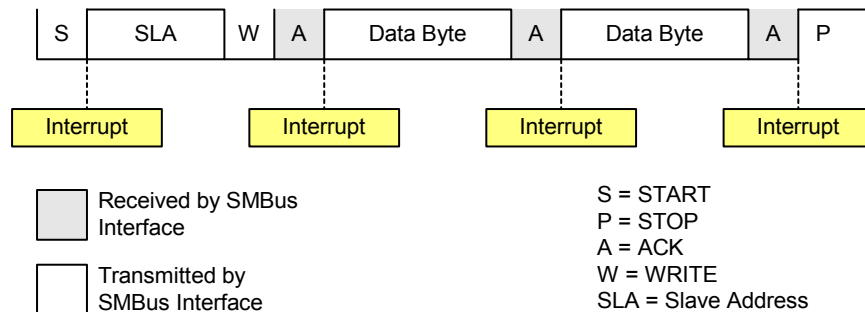 S SLA W A Data Byte A Data Byte A P
Interrupt Interrupt Interrupt Interrupt
Received by SMBus
Interface
Transmitted by
SMBus Interface
S = START
P = STOP
A = ACK
W = WRITE
SLA = Slave Address